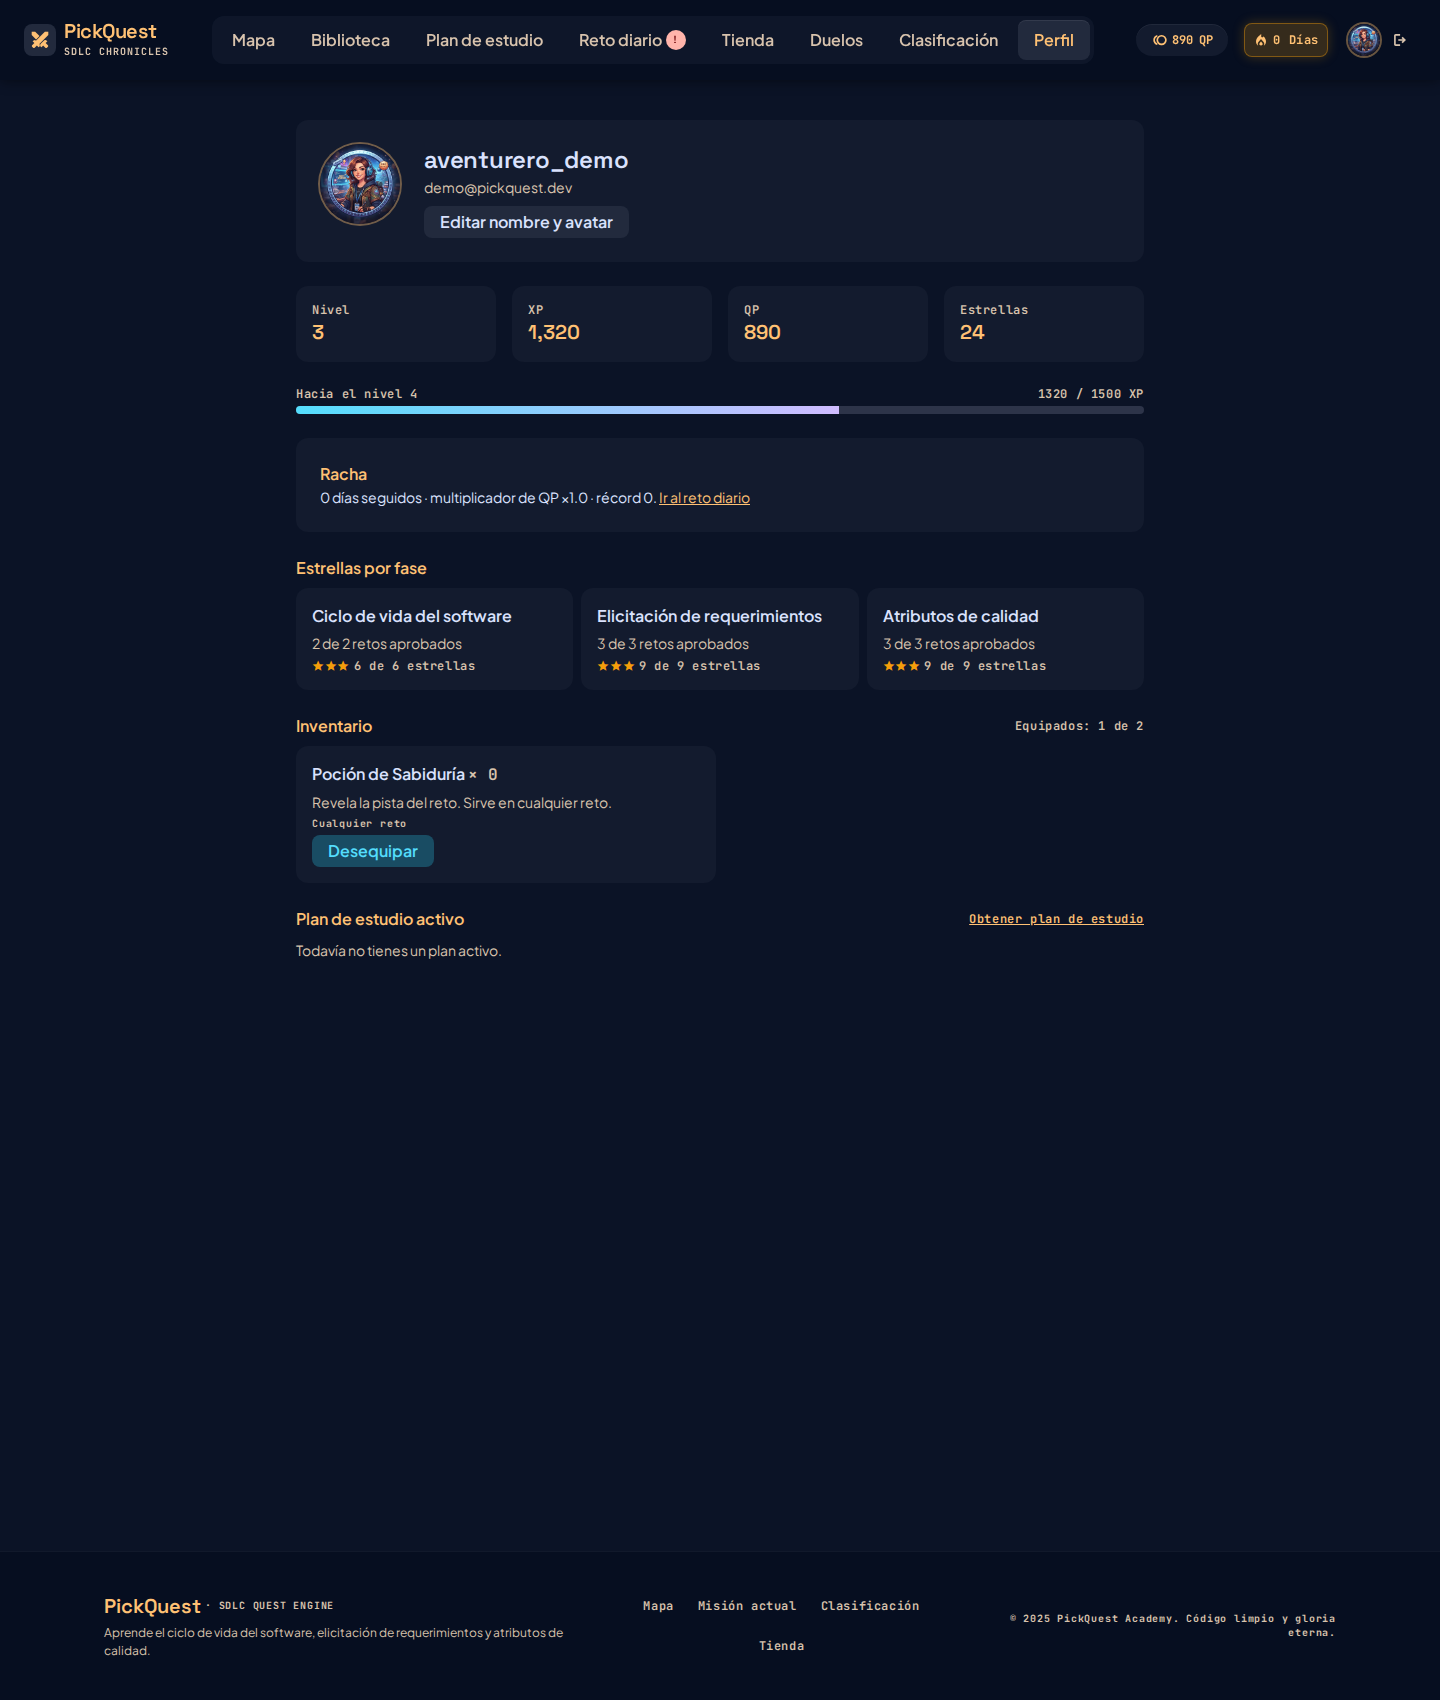 PickQuest
SDLC CHRONICLES
Mapa
Biblioteca
Plan de estudio
Reto diario !
Tienda
Duelos
Clasificación
Perfil
890 QP
0 Días
aventurero_demo
demo@pickquest.dev
Editar nombre y avatar
Nivel
3
XP
1,320
QP
890
Estrellas
24
Hacia el nivel 4
1320 / 1500 XP
Racha
0 días seguidos · multiplicador de QP ×1.0 · récord 0. Ir al reto diario
Estrellas por fase
Ciclo de vida del software
2 de 2 retos aprobados
★★★ 6 de 6 estrellas
Elicitación de requerimientos
3 de 3 retos aprobados
★★★ 9 de 9 estrellas
Atributos de calidad
3 de 3 retos aprobados
★★★ 9 de 9 estrellas
Inventario
Equipados: 1 de 2
Poción de Sabiduría × 0
Revela la pista del reto. Sirve en cualquier reto.
Cualquier reto
Desequipar
Plan de estudio activo
Obtener plan de estudio
Todavía no tienes un plan activo.
PickQuest · SDLC QUEST ENGINE
Aprende el ciclo de vida del software, elicitación de requerimientos y atributos de
calidad.
Mapa
Misión actual
Clasificación
Tienda
© 2025 PickQuest Academy. Código limpio y gloria
eterna.